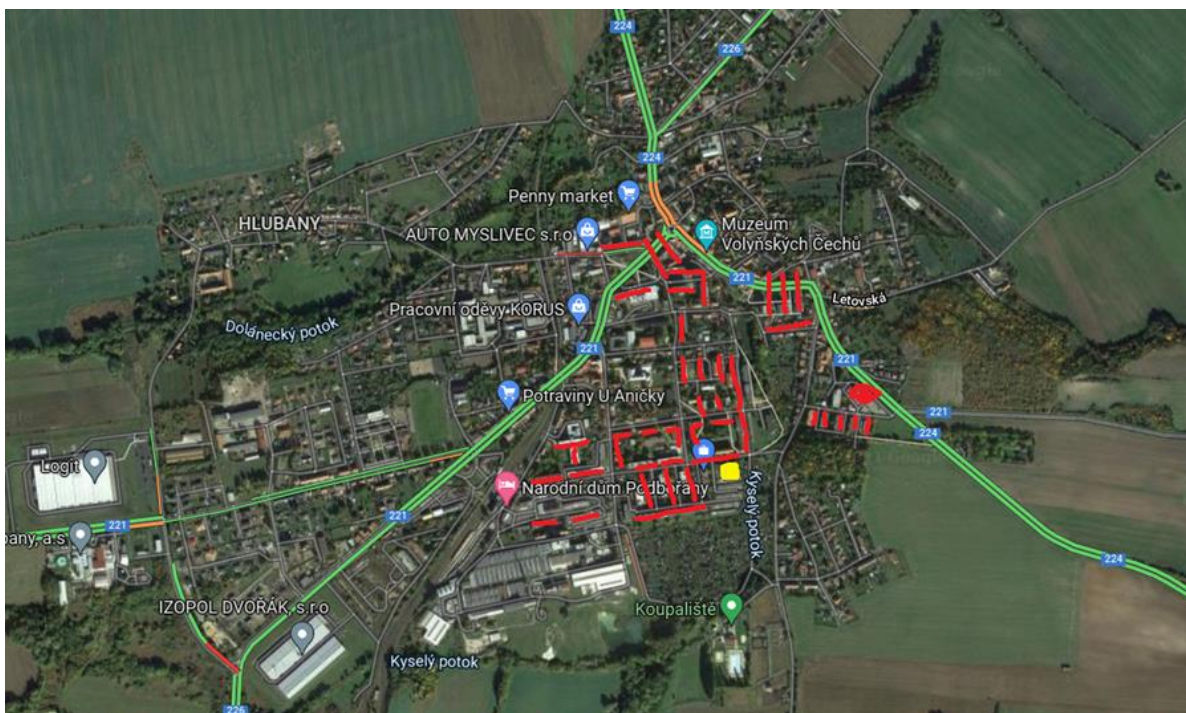 224
226
224
Penny market
HLUBANY
AUTO MYSLIVEC s.r.o
Muzeum
Volyňských Čechů
221
Letovská
Pracovní oděvy KORUS
Dolánecký potok
221
221
Potraviny U Aničky
221
224
Logit
Národní dům Podbořany
Kyselý potok
221
221
bany, a.s
224
IZOPOL DVOŘÁK, s.r.o
Koupaliště
Kyselý potok
226